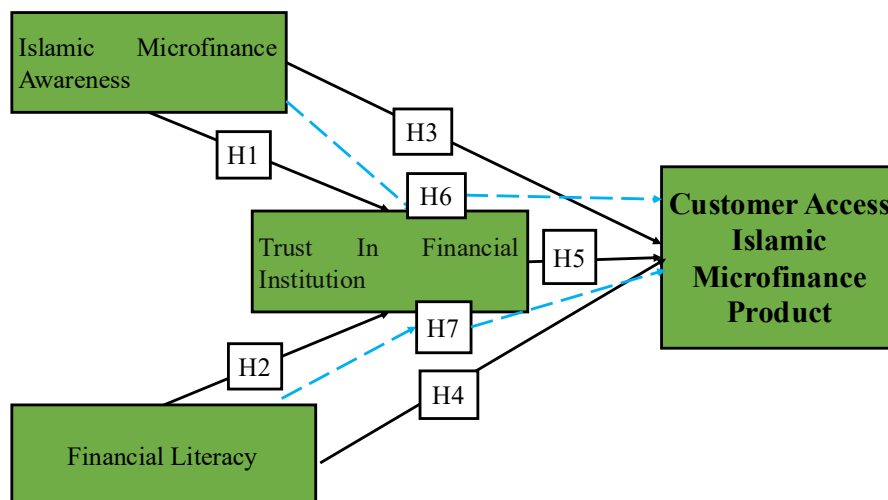 Islamic Microfinance
Awareness
H3
H1
H6
Customer Access
Islamic
Microfinance
Product
Trust In Financial
Institution
H5
H7
H2
H4
Financial Literacy